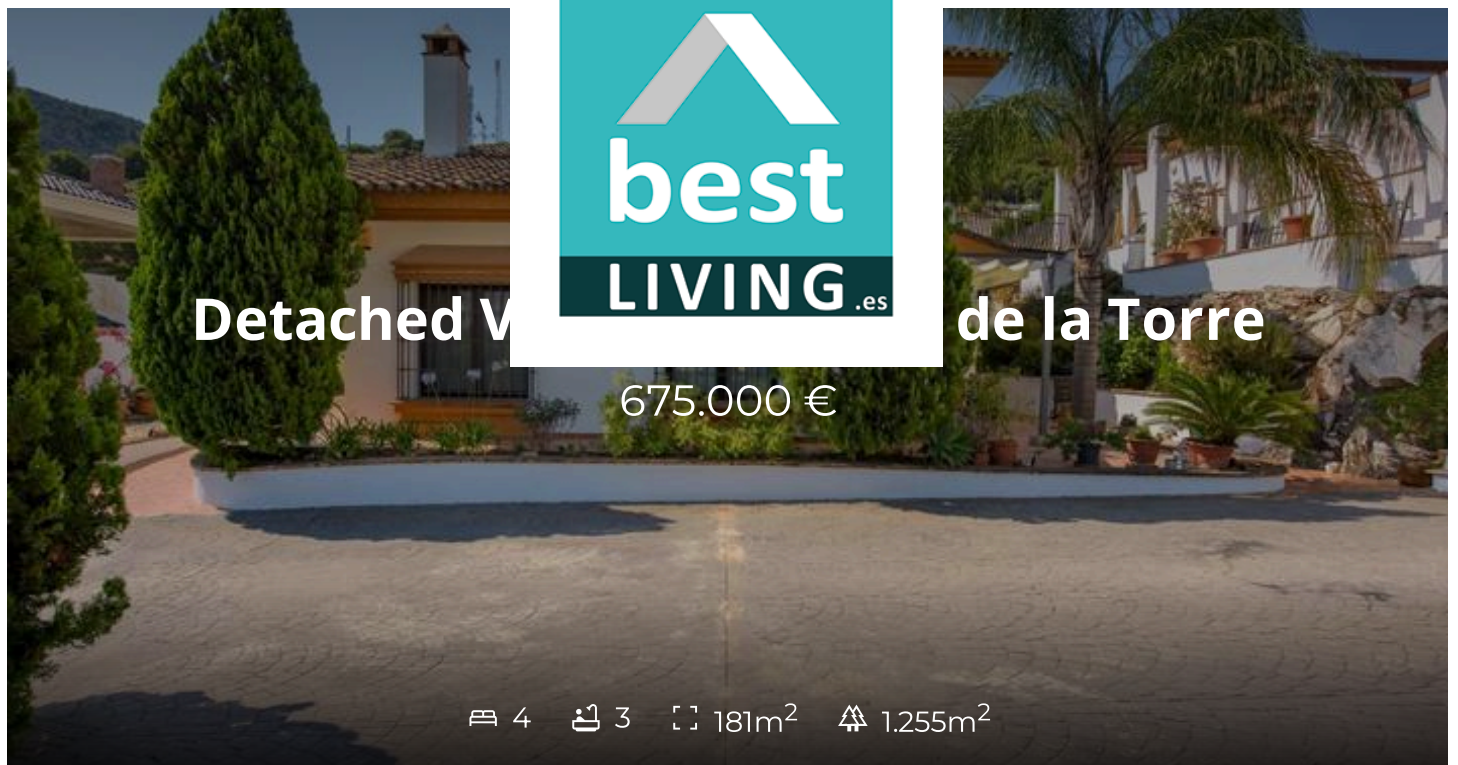 best
LIVING.es
Detached V de la Torre
675.000 €
4 3 181m² 1.255m²